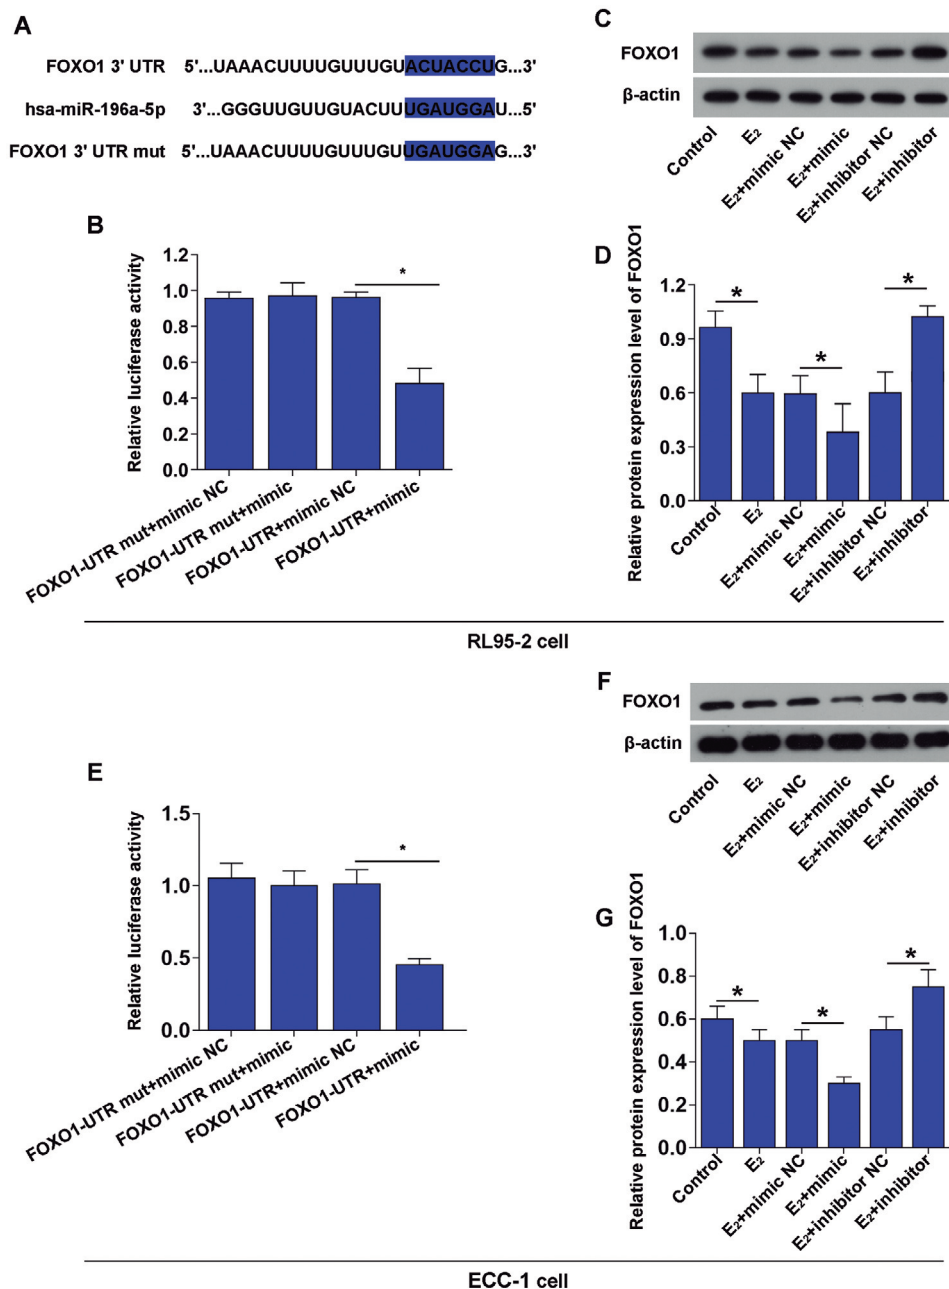 A
FOXO1 3' UTR 5'...UAAACUUUUGUUUGUACUACCUG...3'
hsa-miR-196a-5p 3'...GGGUUGUUGUACUUUGAUGGAU...5'
FOXO1 3' UTR mut 5'...UAAACUUUUGUUUGUUGAUGGAG...3'
B
Relative luciferase activity
1.2
1.0
0.8
0.6
0.4
0.2
0.0
*
FOXO1-UTR mut+mimic NC
FOXO1-UTR mut+mimic
FOXO1-UTR+mimic NC
FOXO1-UTR+mimic
C
FOXO1
β-actin
Control
E₂
E₂+mimic NC
E₂+mimic
E₂+inhibitor NC
E₂+inhibitor
D
Relative protein expression level of FOXO1
1.2
0.9
0.6
0.3
0.0
*
*
*
Control
E₂
E₂+mimic NC
E₂+mimic
E₂+inhibitor NC
E₂+inhibitor
RL95-2 cell
E
Relative luciferase activity
1.5
1.0
0.5
0.0
*
FOXO1-UTR mut+mimic NC
FOXO1-UTR mut+mimic
FOXO1-UTR+mimic NC
FOXO1-UTR+mimic
F
FOXO1
β-actin
Control
E₂
E₂+mimic NC
E₂+mimic
E₂+inhibitor NC
E₂+inhibitor
G
Relative protein expression level of FOXO1
1.0
0.8
0.6
0.4
0.2
0.0
*
*
*
Control
E₂
E₂+mimic NC
E₂+mimic
E₂+inhibitor NC
E₂+inhibitor
ECC-1 cell